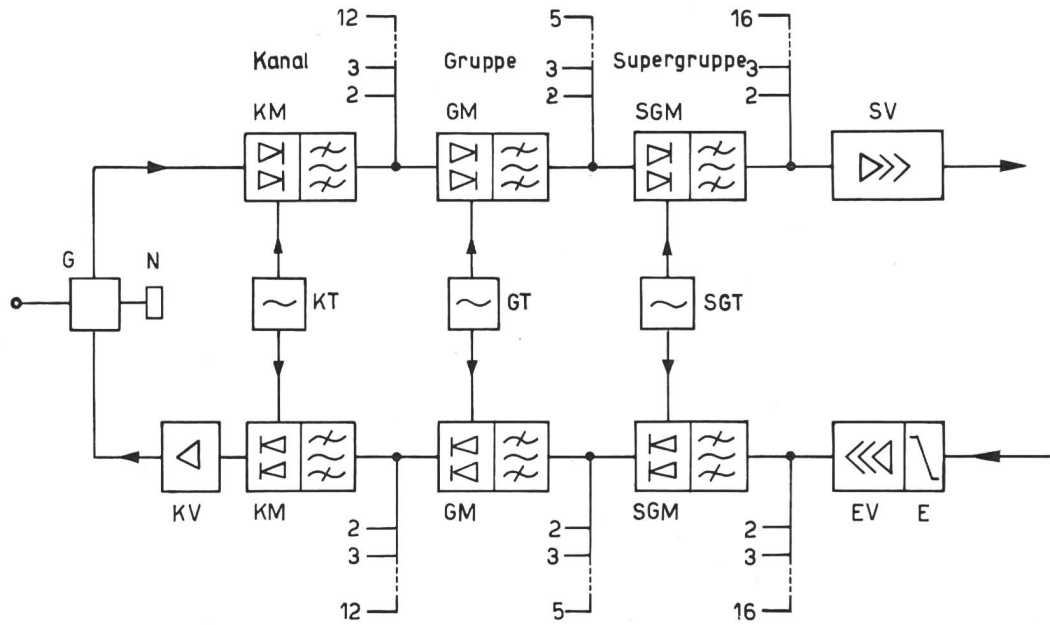 12 5 16
Kanal 3 Gruppe 3 Supergruppe 3
2 2 2
KM GM SGM SV
G N
KT GT SGT
KV KM GM SGM EV E
2 2 2
3 3 3
12 5 16